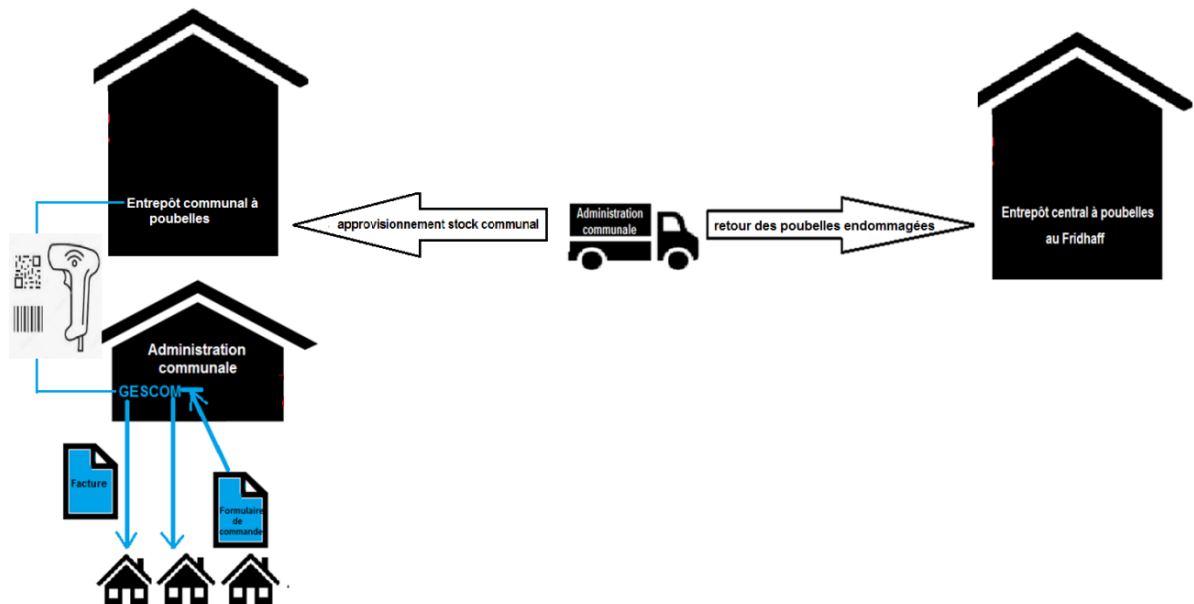 Entrepôt communal à
poubelles
approvisionnement stock communal
Administration
communale
retour des poubelles endommagées
Entrepôt central à poubelles
au Fridhaff
Administration
communale
GESCOM
Facture
Formulaire
de
commande